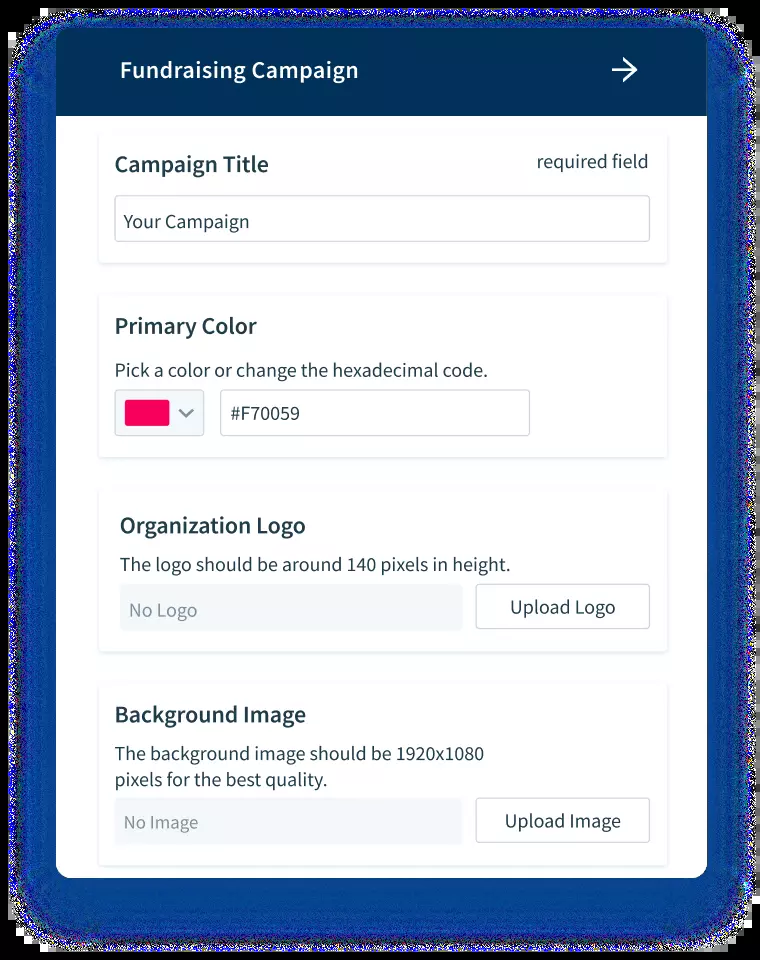 Fundraising Campaign
Campaign Title
required field
Your Campaign
Primary Color
Pick a color or change the hexadecimal code.
#F70059
Organization Logo
The logo should be around 140 pixels in height.
No Logo
Upload Logo
Background Image
The background image should be 1920x1080
pixels for the best quality.
No Image
Upload Image